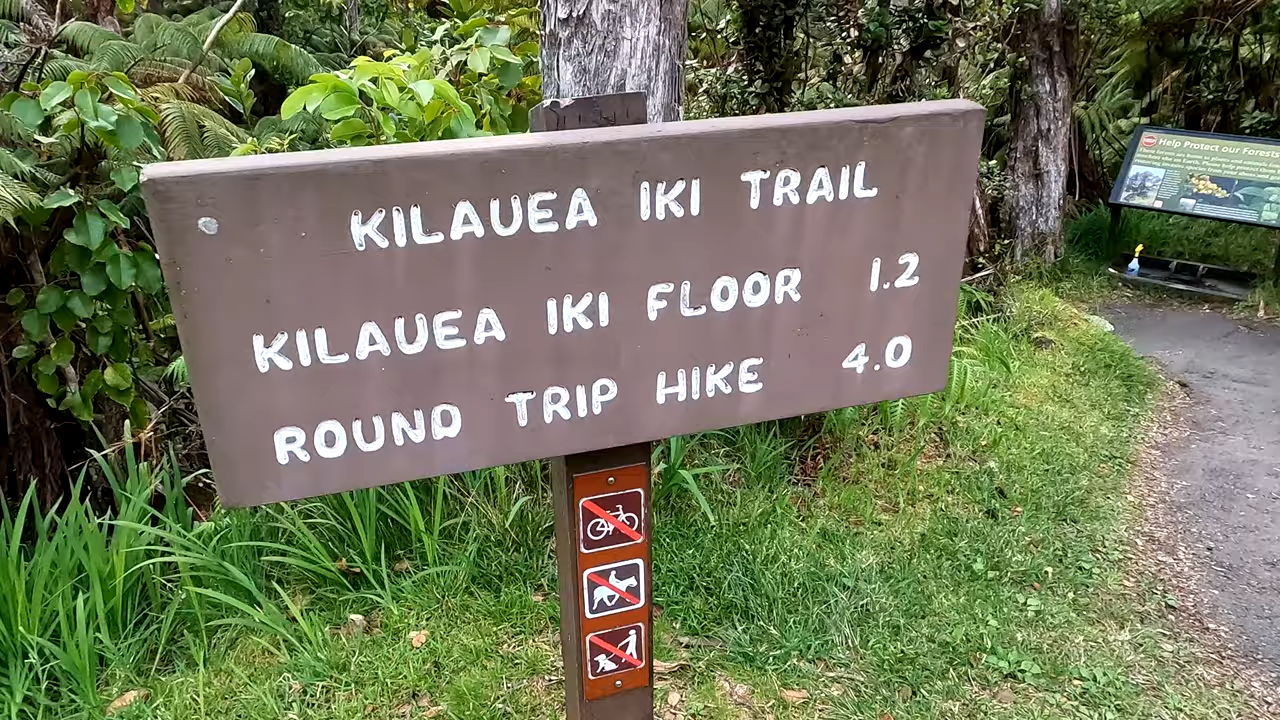 KILAUEA IKI TRAIL
KILAUEA IKI FLOOR 1.2
ROUND TRIP HIKE 4.0
Help Protect our Forests